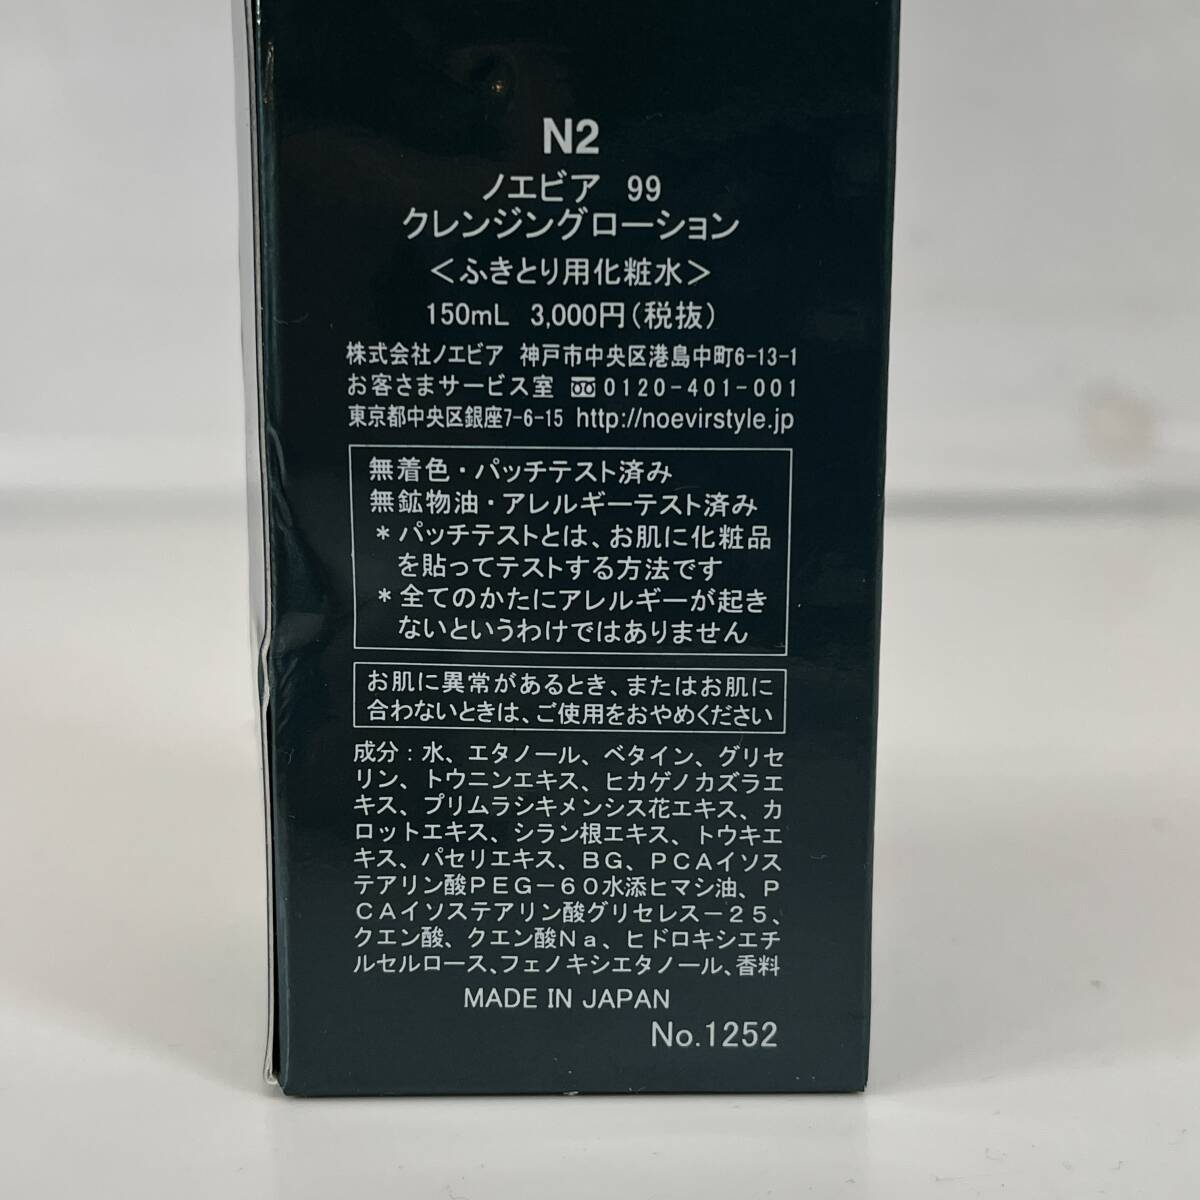 N2
ノエビア 99
クレンジングローション
＜ふきとり用化粧水＞
150mL 3,000円(税抜)
株式会社ノエビア 神戸市中央区港島中町6-13-1
お客さまサービス室 0120-401-001
東京都中央区銀座7-6-15 http://noevirstyle.jp
無着色・パッチテスト済み
無鉱物油・アレルギーテスト済み
＊パッチテストとは、お肌に化粧品
を貼ってテストする方法です
＊全てのかたにアレルギーが起き
ないというわけではありません
お肌に異常があるとき、またはお肌に
合わないときは、ご使用をおやめください
成分：水、エタノール、ベタイン、グリセ
リン、トウニンエキス、ヒカゲノカズラエ
キス、プリムラシキメンシス花エキス、カ
ロットエキス、シラン根エキス、トウキエ
キス、パセリエキス、ＢＧ、ＰＣＡイソス
テアリン酸ＰＥＧ－６０水添ヒマシ油、Ｐ
ＣＡイソステアリン酸グリセレス－２５、
クエン酸、クエン酸Ｎａ、ヒドロキシエチ
ルセルロース、フェノキシエタノール、香料
MADE IN JAPAN
No.1252